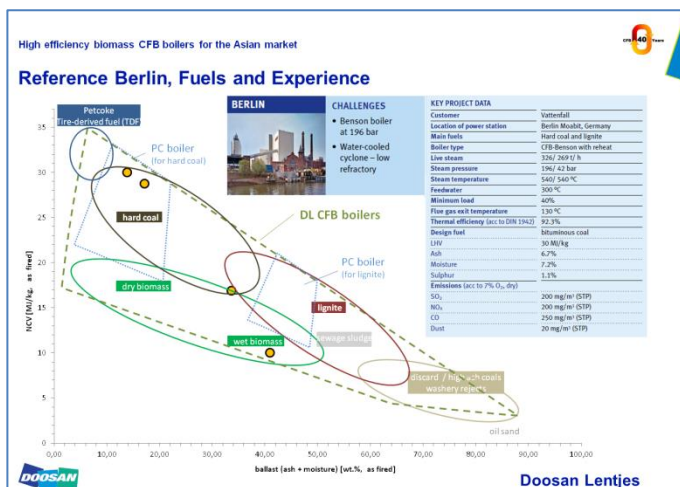 High efficiency biomass CFB boilers for the Asian market
CFB 40 Years
Reference Berlin, Fuels and Experience
BERLIN
CHALLENGES
• Benson boiler at 196 bar
• Water-cooled cyclone – low refractory
KEY PROJECT DATA
Customer Vattenfall
Location of power station Berlin Moabit, Germany
Main fuels Hard coal and lignite
Boiler type CFB-Benson with reheat
Live steam 326/ 269 t/ h
Steam pressure 196/ 42 bar
Steam temperature 540/ 540 ºC
Feedwater 300 ºC
Minimum load 40%
Flue gas exit temperature 130 ºC
Thermal efficiency (acc to DIN 1942) 92.3%
Design fuel bituminous coal
LHV 30 MJ/kg
Ash 6.7%
Moisture 7.2%
Sulphur 1.1%
Emissions (acc to 7% O₂, dry)
SO₂ 200 mg/m³ (STP)
NOₓ 200 mg/m³ (STP)
CO 250 mg/m³ (STP)
Dust 20 mg/m³ (STP)
Petcoke
Tire-derived fuel (TDF)
PC boiler
(for hard coal)
hard coal
DL CFB boilers
PC boiler
(for lignite)
dry biomass
lignite
wet biomass
sewage sludge
discard / high ash coals
washery rejects
oil sand
NCV [MJ/kg, as fired]
35
30
25
20
15
10
5
0
0,00 10,00 20,00 30,00 40,00 50,00 60,00 70,00 80,00 90,00 100,00
ballast (ash + moisture) [wt.%, as fired]
DOOSAN
Doosan Lentjes